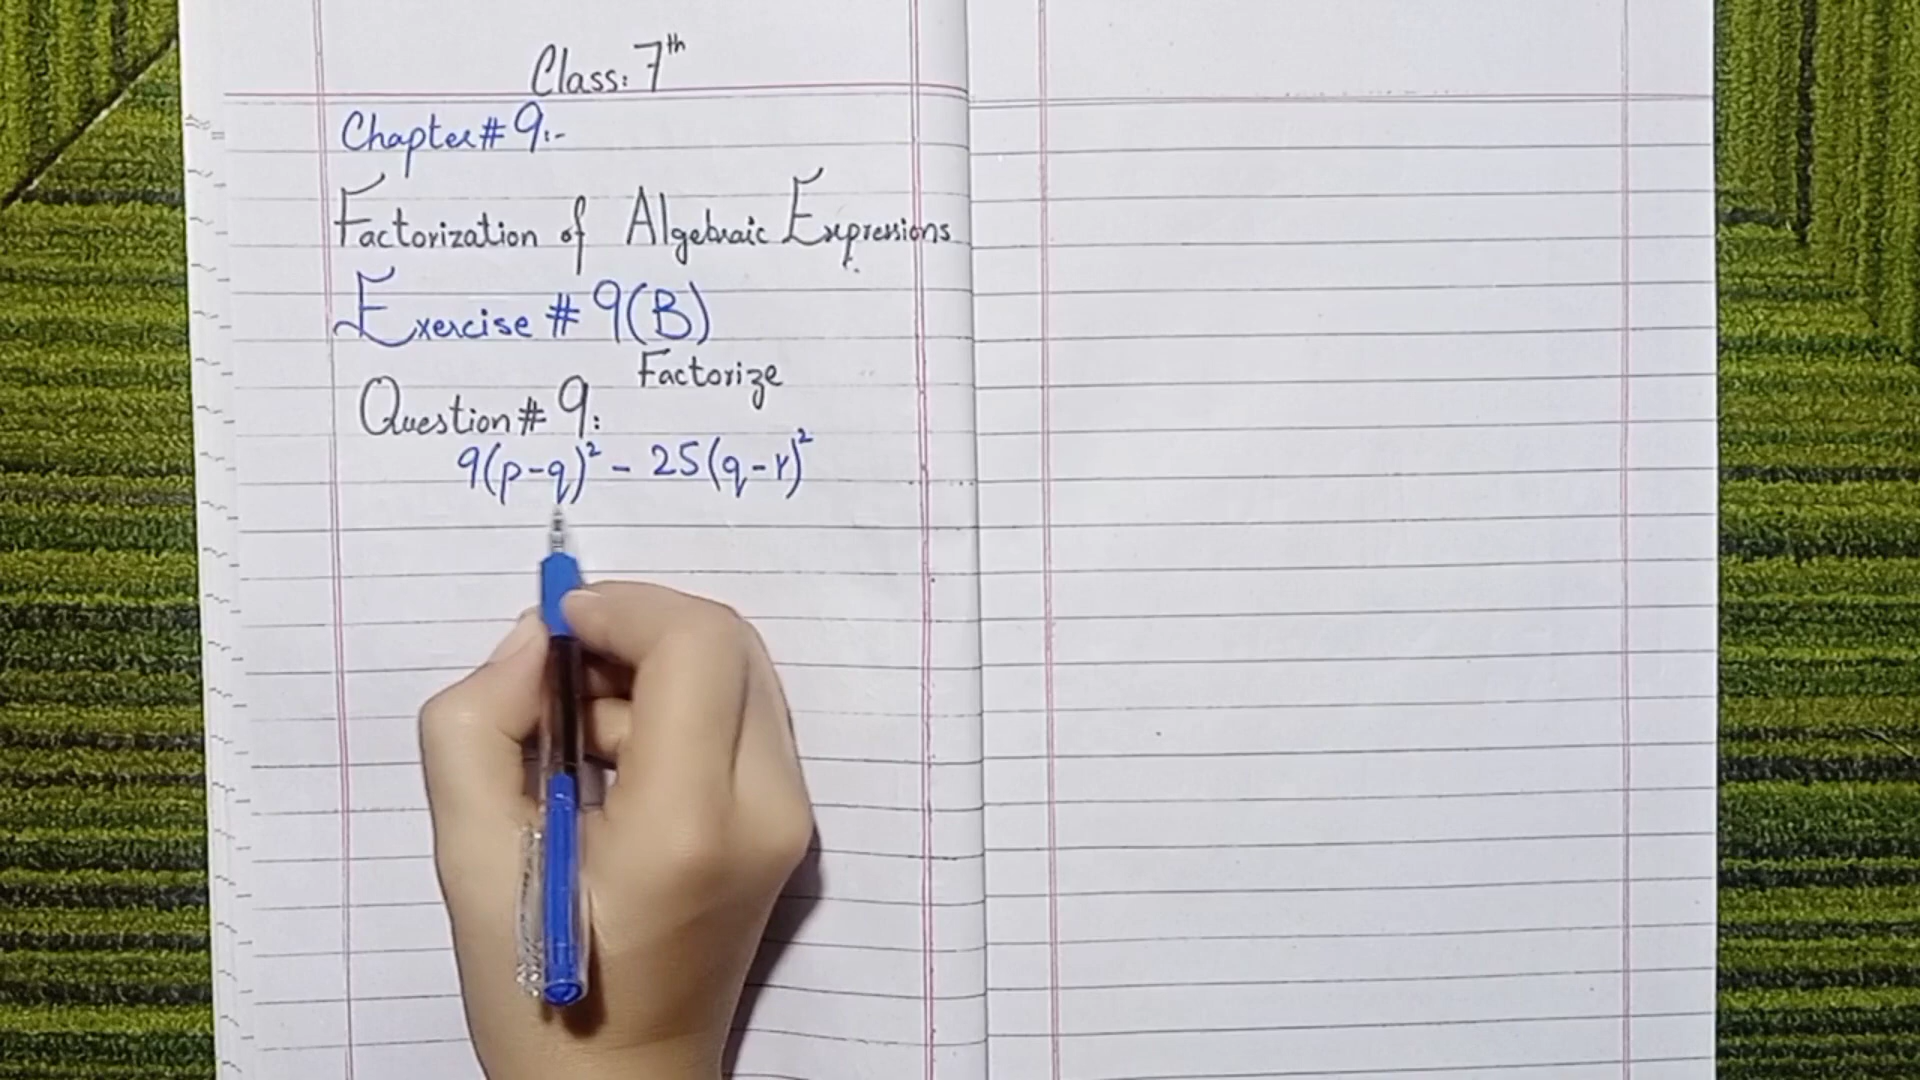 Class: 7th
Chapter # 9:-
Factorization of Algebraic Expressions
Exercise # 9(B)
Factorize
Question # 9:
9(p-q)² - 25(q-r)²